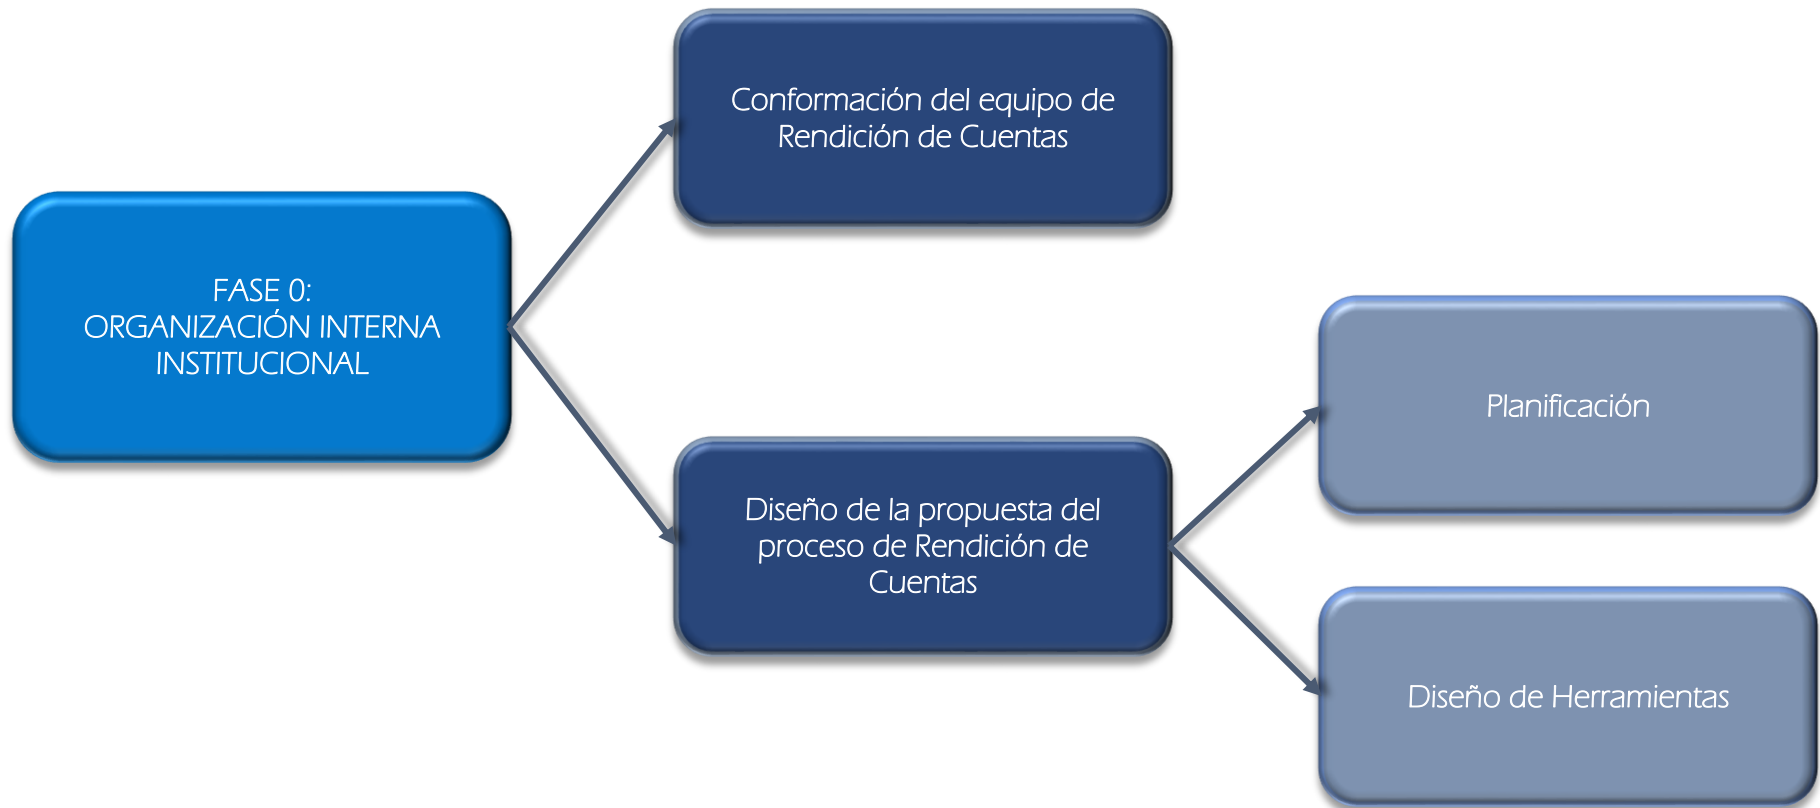 FASE 0:
ORGANIZACIÓN INTERNA
INSTITUCIONAL
Conformación del equipo de
Rendición de Cuentas
Diseño de la propuesta del
proceso de Rendición de
Cuentas
Planificación
Diseño de Herramientas